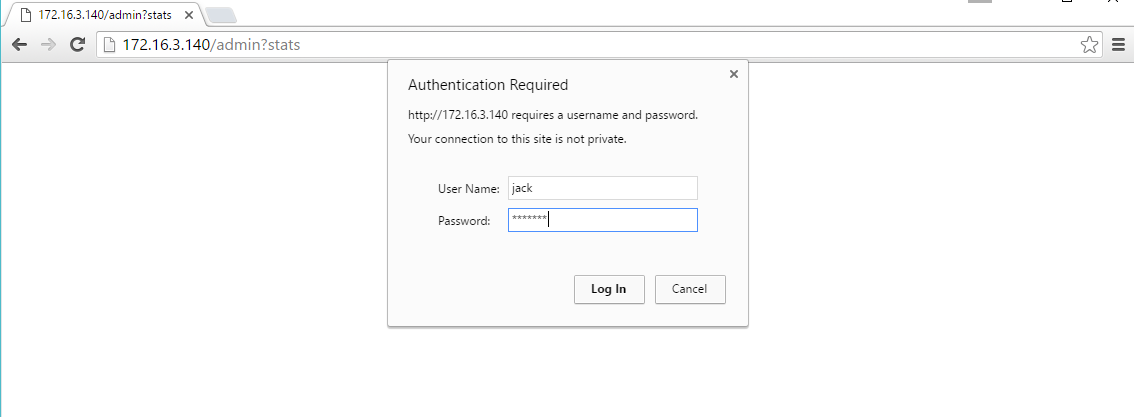 172.16.3.140/admin?stats
172.16.3.140/admin?stats
Authentication Required
http://172.16.3.140 requires a username and password.
Your connection to this site is not private.
User Name: jack
Password: *******
Log In Cancel